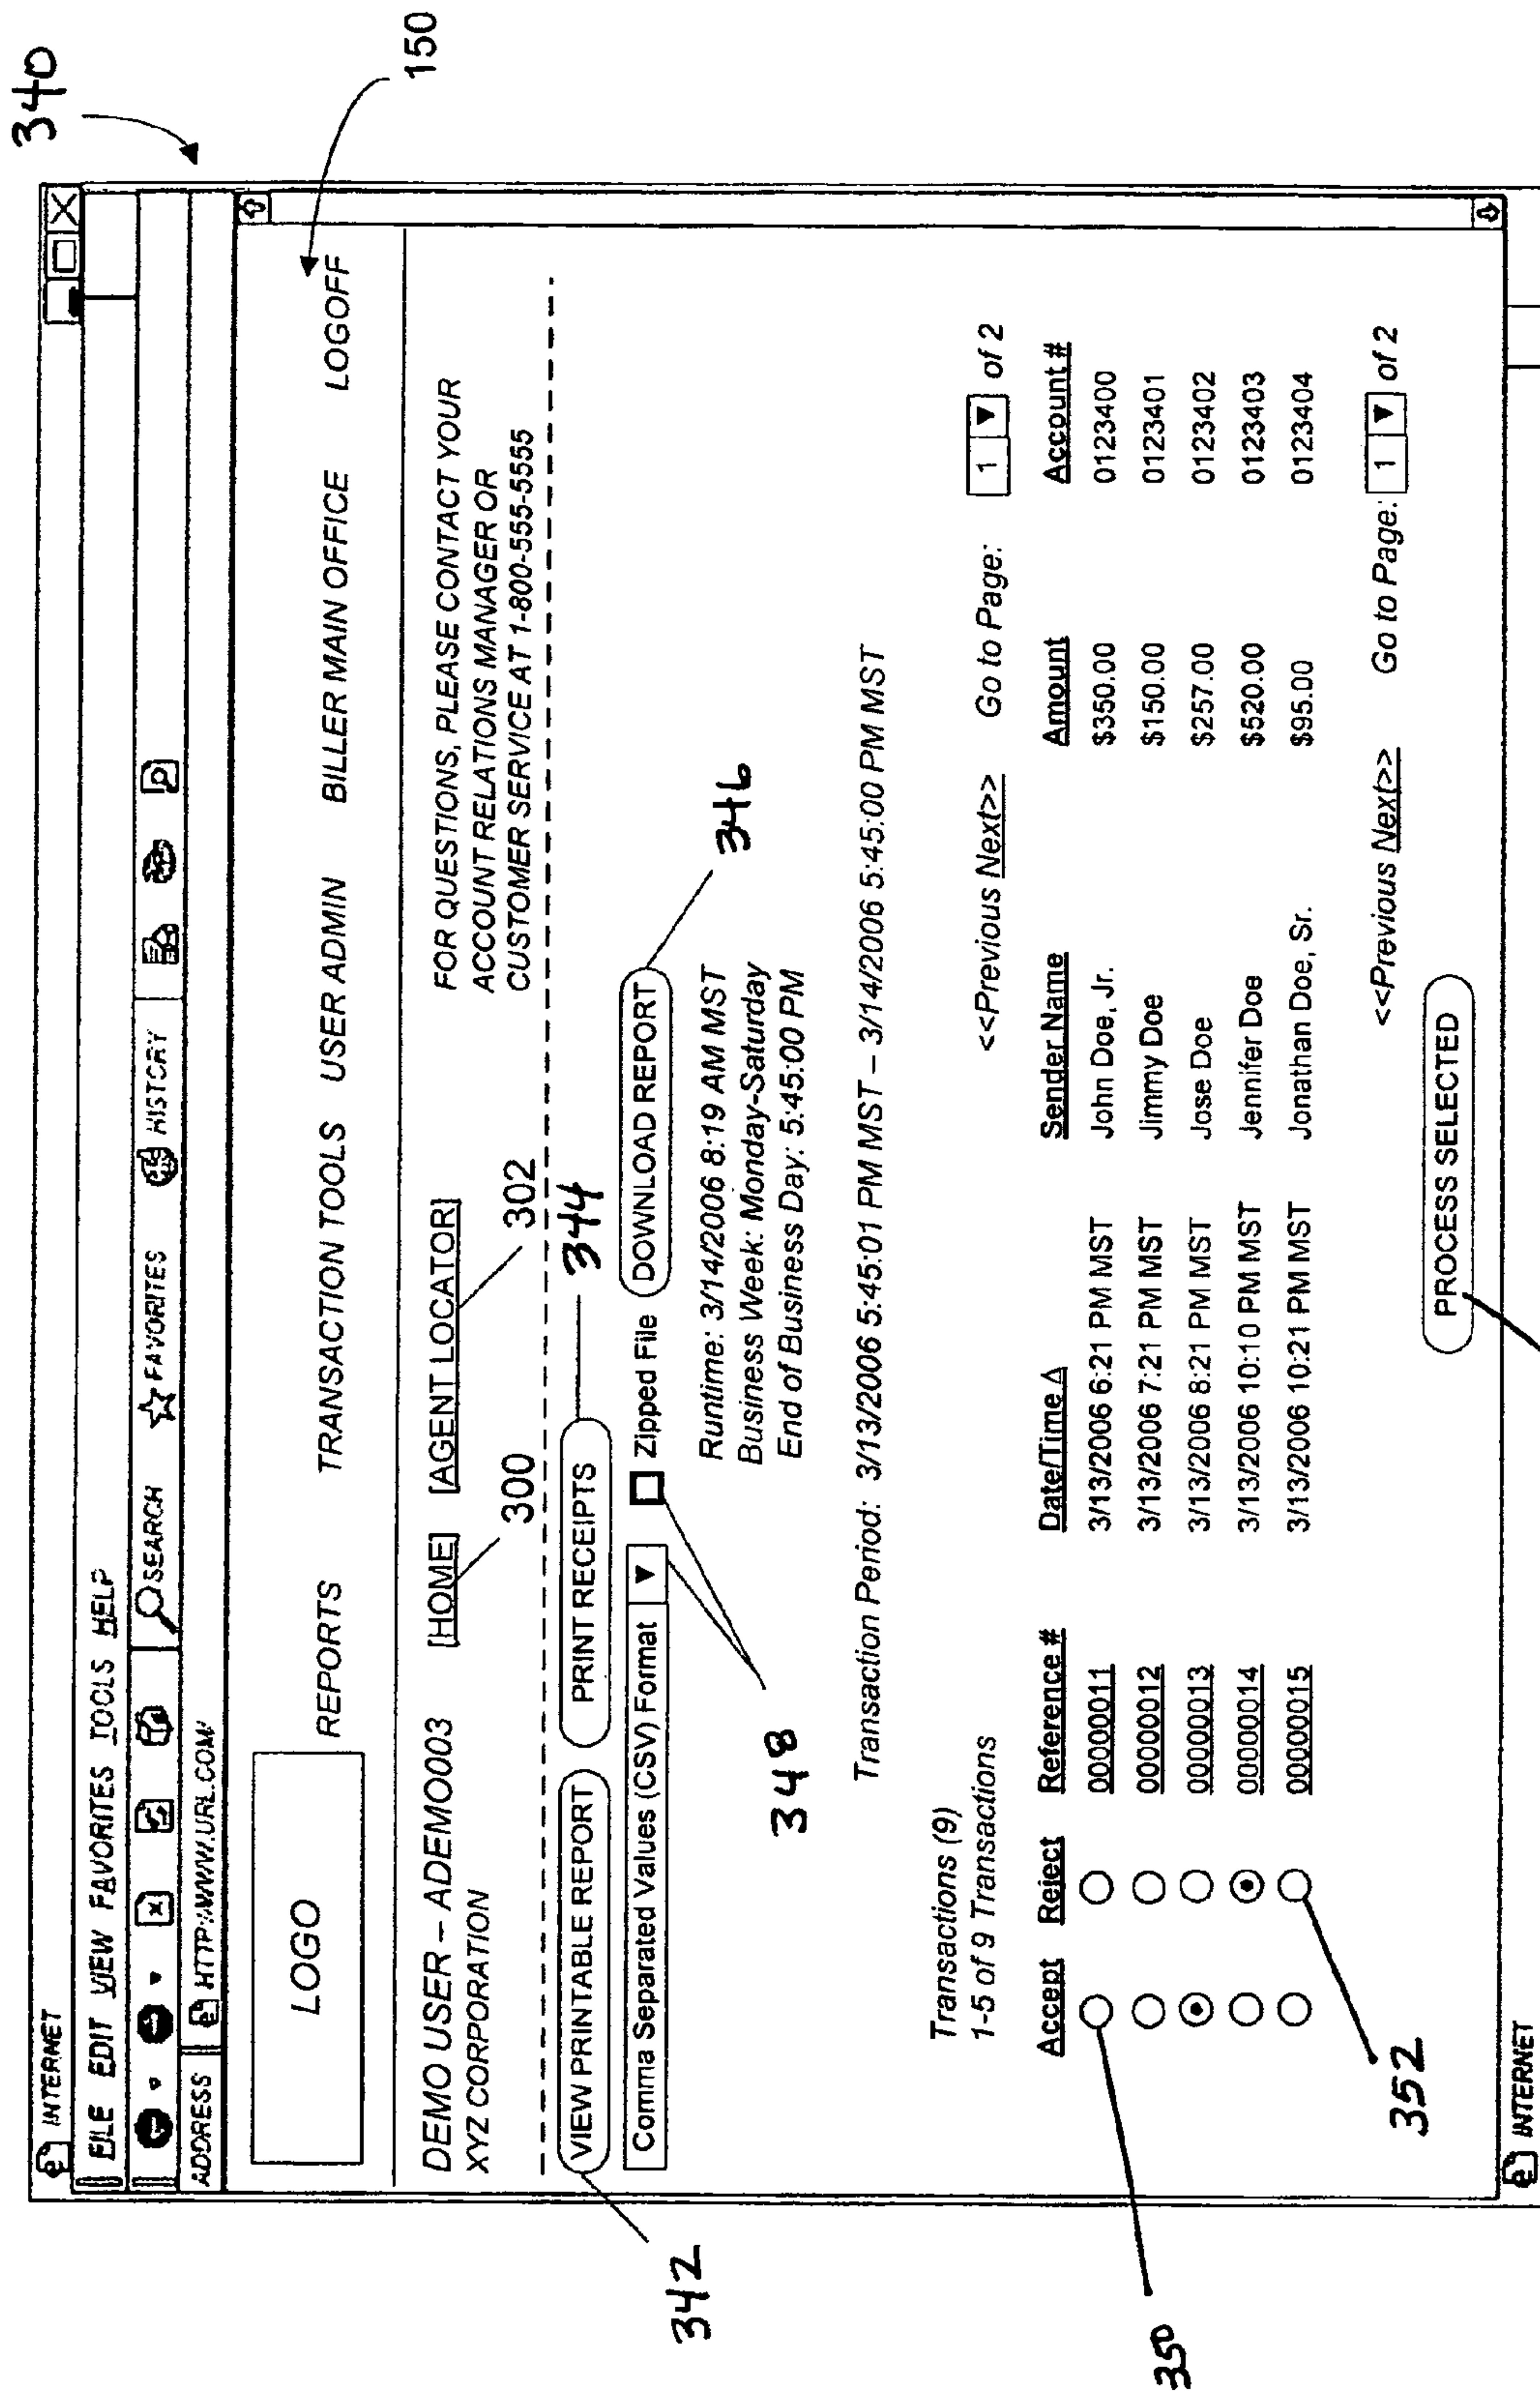 340
150
INTERNET
FILE EDIT VIEW FAVORITES TOOLS HELP
SEARCH FAVORITES HISTORY
ADDRESS HTTP://WWW.URL.COM/
LOGO
REPORTS TRANSACTION TOOLS USER ADMIN BILLER MAIN OFFICE LOGOFF
DEMO USER – ADEMO003 [HOME] [AGENT LOCATOR]
XYZ CORPORATION
300
302
FOR QUESTIONS, PLEASE CONTACT YOUR
ACCOUNT RELATIONS MANAGER OR
CUSTOMER SERVICE AT 1-800-555-5555
342
VIEW PRINTABLE REPORT PRINT RECEIPTS
344
Comma Separated Values (CSV) Format ▼ Zipped File DOWNLOAD REPORT
346
348
Runtime: 3/14/2006 8:19 AM MST
Business Week: Monday-Saturday
End of Business Day: 5:45:00 PM
Transaction Period: 3/13/2006 5:45:01 PM MST – 3/14/2006 5:45:00 PM MST
Transactions (9)
1-5 of 9 Transactions
<<Previous Next>> Go to Page: 1 ▼ of 2
Accept Reject Reference # Date/Time Δ Sender Name Amount Account #
00000011 3/13/2006 6:21 PM MST John Doe, Jr. $350.00 0123400
00000012 3/13/2006 7:21 PM MST Jimmy Doe $150.00 0123401
00000013 3/13/2006 8:21 PM MST Jose Doe $257.00 0123402
00000014 3/13/2006 10:10 PM MST Jennifer Doe $520.00 0123403
00000015 3/13/2006 10:21 PM MST Jonathan Doe, Sr. $95.00 0123404
350
352
<<Previous Next>> Go to Page: 1 ▼ of 2
PROCESS SELECTED
INTERNET